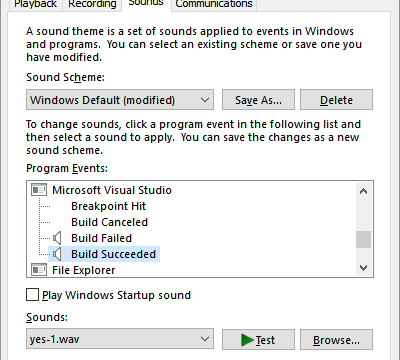 Playback
Recording
Sounds
Communications
A sound theme is a set of sounds applied to events in Windows
and programs. You can select an existing scheme or save one you
have modified.
Sound Scheme:
Windows Default (modified)
Save As...
Delete
To change sounds, click a program event in the following list and
then select a sound to apply. You can save the changes as a new
sound scheme.
Program Events:
Microsoft Visual Studio
Breakpoint Hit
Build Canceled
Build Failed
Build Succeeded
File Explorer
Play Windows Startup sound
Sounds:
yes-1.wav
Test
Browse...